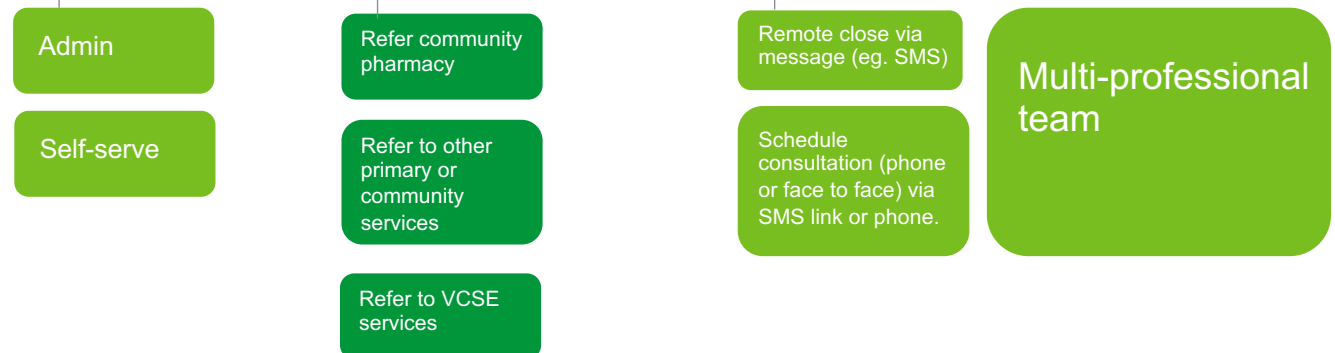 Admin
Self-serve
Refer community
pharmacy
Refer to other
primary or
community
services
Refer to VCSE
services
Remote close via
message (eg. SMS)
Schedule
consultation (phone
or face to face) via
SMS link or phone.
Multi-professional
team